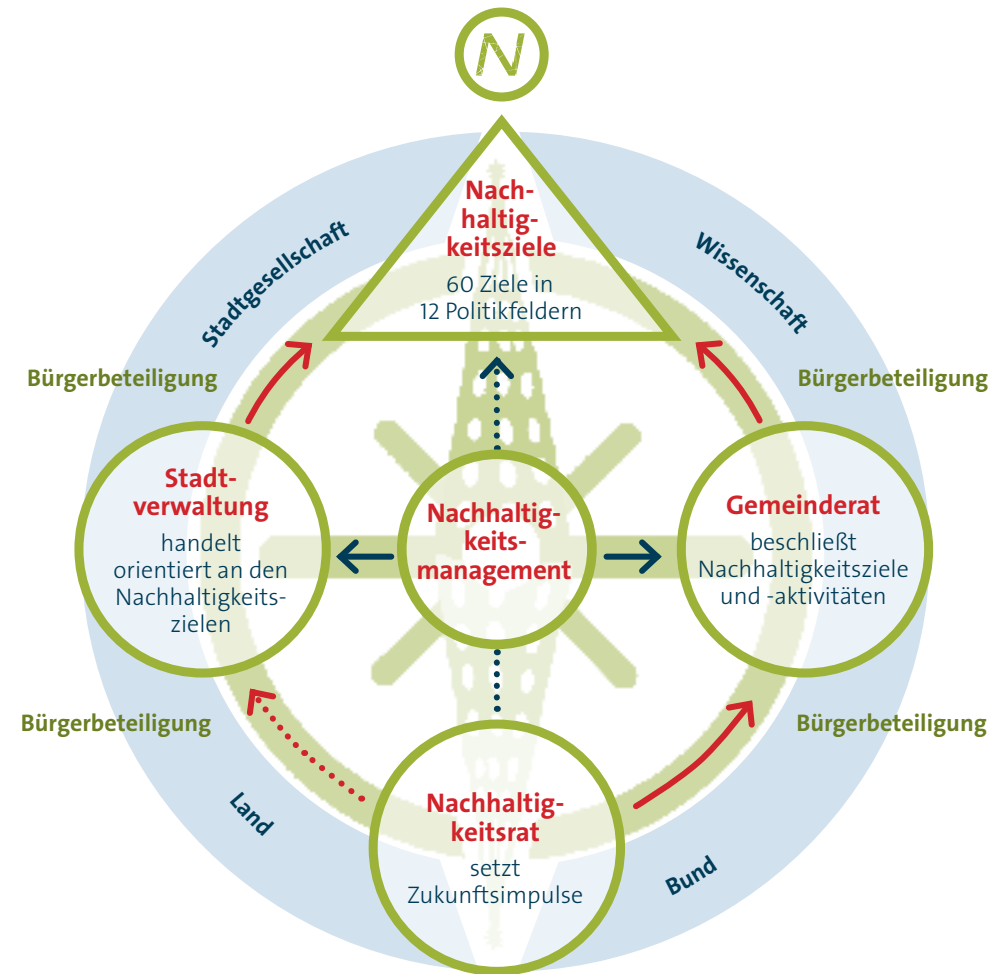 N
Nach-
haltig-
keitsziele
60 Ziele in
12 Politikfeldern
Stadtgesellschaft
Wissenschaft
Bürgerbeteiligung
Bürgerbeteiligung
Stadt-
verwaltung
handelt
orientiert an den
Nachhaltigkeits-
zielen
Nachhaltig-
keits-
management
Gemeinderat
beschließt
Nachhaltigkeitsziele
und -aktivitäten
Bürgerbeteiligung
Bürgerbeteiligung
Land
Nachhaltig-
keitsrat
setzt
Zukunftsimpulse
Bund